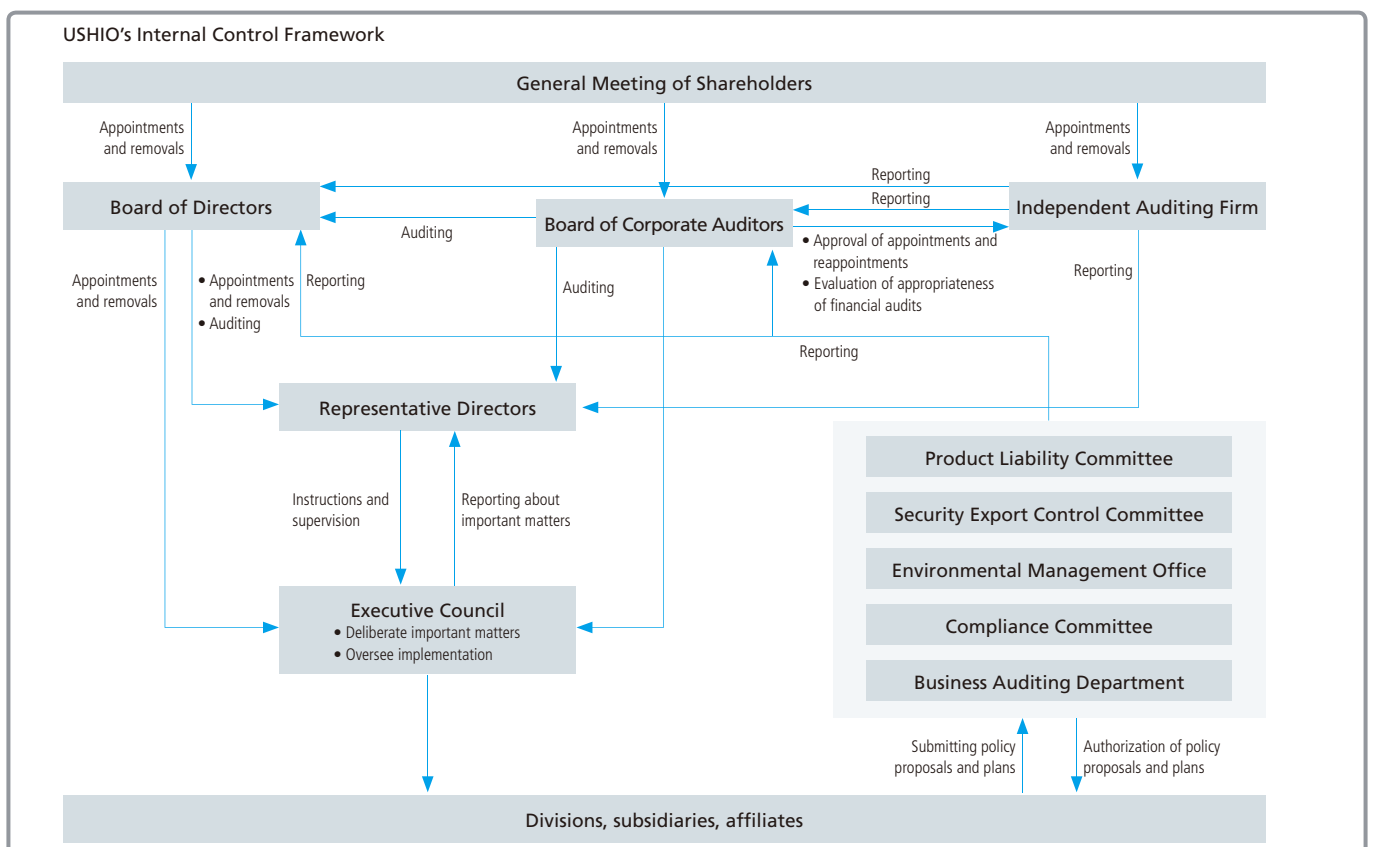 USHIO's Internal Control Framework
General Meeting of Shareholders
Appointments
and removals
Appointments
and removals
Appointments
and removals
Reporting
Reporting
Board of Directors
Board of Corporate Auditors
Independent Auditing Firm
Auditing
• Approval of appointments and
reappointments
• Evaluation of appropriateness
of financial audits
Appointments
and removals
• Appointments
and removals
• Auditing
Reporting
Auditing
Reporting
Reporting
Representative Directors
Product Liability Committee
Security Export Control Committee
Environmental Management Office
Compliance Committee
Business Auditing Department
Instructions and
supervision
Reporting about
important matters
Executive Council
• Deliberate important matters
• Oversee implementation
Submitting policy
proposals and plans
Authorization of policy
proposals and plans
Divisions, subsidiaries, affiliates